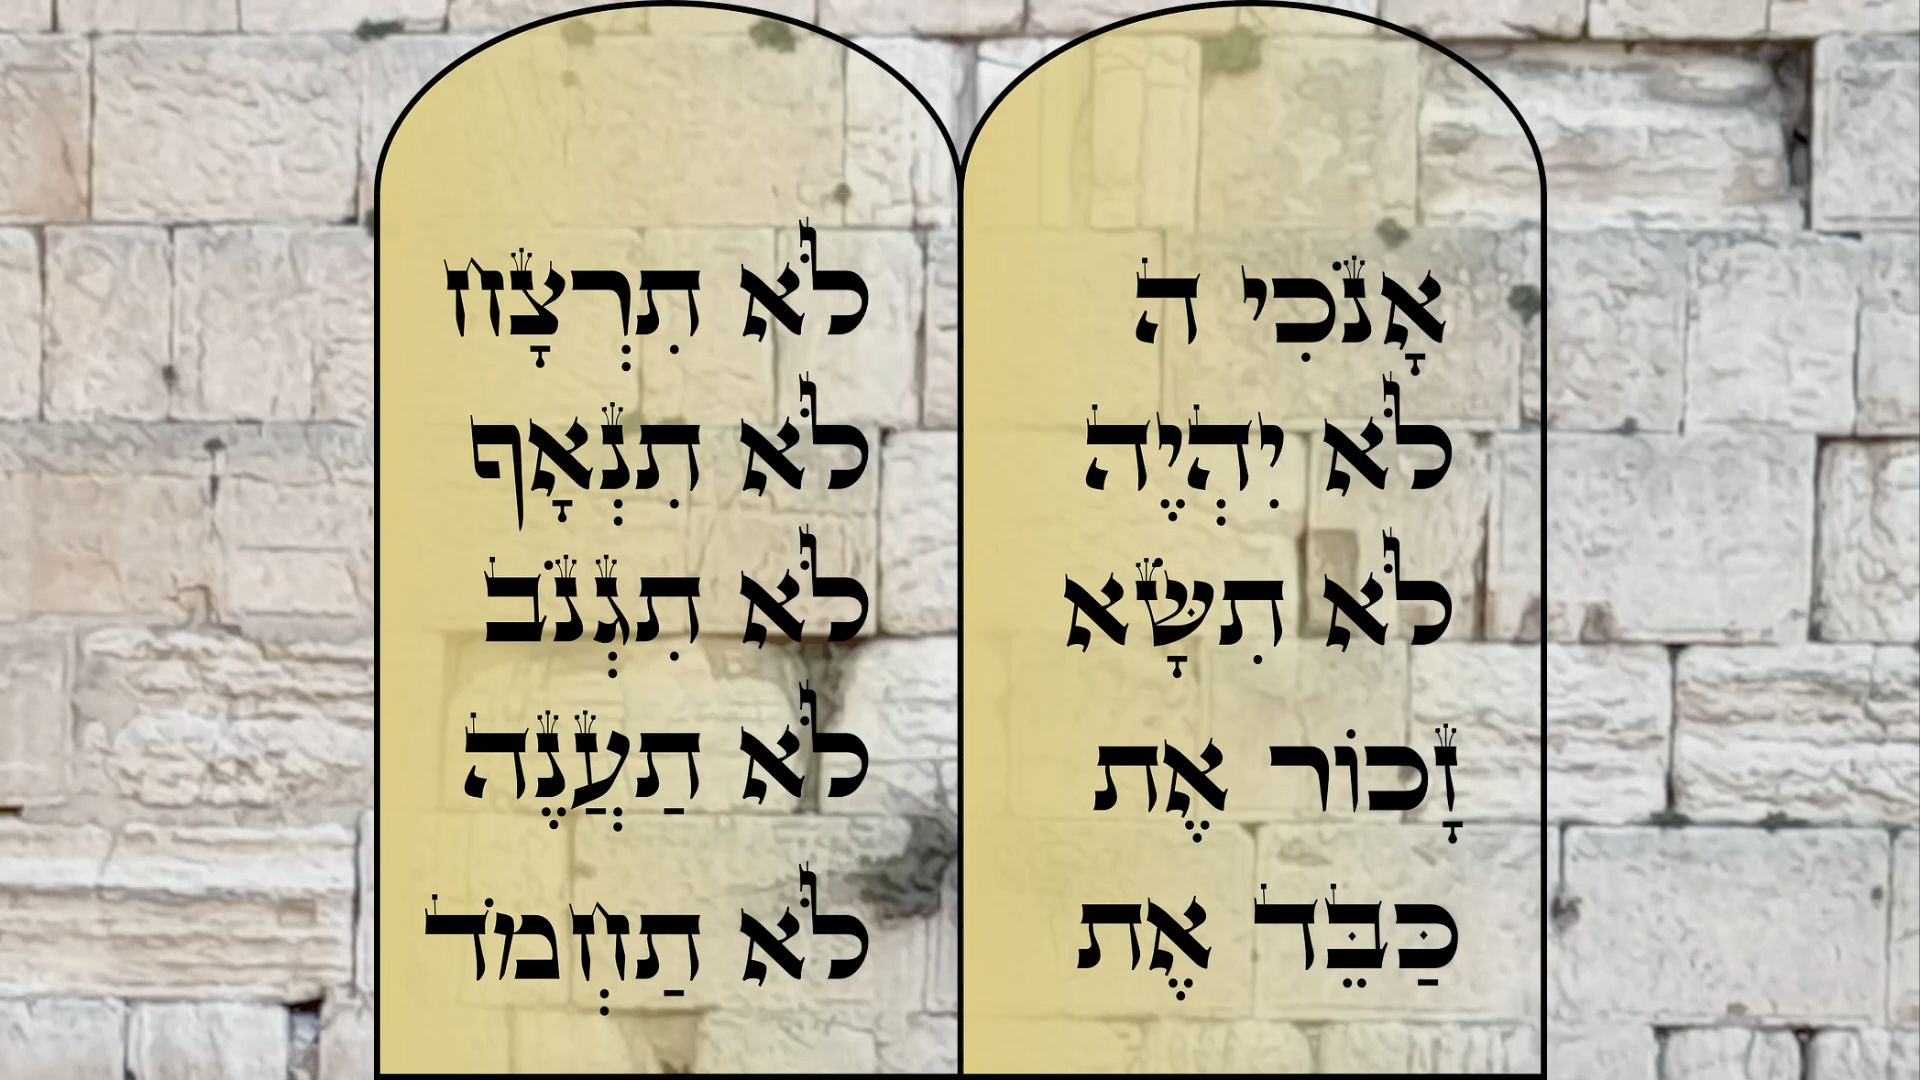 אָנֹכִי ה
לֹא יִהְיֶה
לֹא תִשָּׂא
זָכוֹר אֶת
כַּבֵּד אֶת
לֹא תִרְצָח
לֹא תִנְאָף
לֹא תִגְנֹב
לֹא תַעֲנֶה
לֹא תַחְמֹד